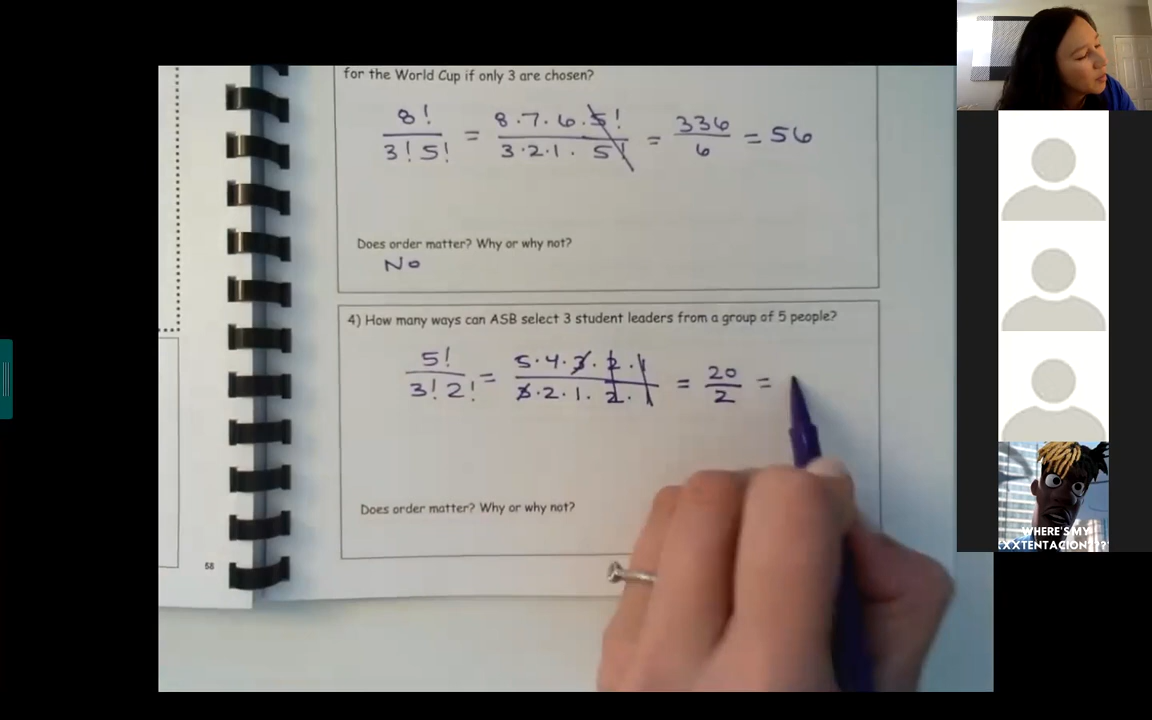 for the World Cup if only 3 are chosen?
8! / 3! 5! = 8·7·6·5! / 3·2·1·5! = 336 / 6 = 56
Does order matter? Why or why not?
No
4) How many ways can ASB select 3 student leaders from a group of 5 people?
5! / 3! 2! = 5·4·3·2·1 / 3·2·1·2·1 = 20 / 2 =
Does order matter? Why or why not?
58
WHERE'S MY
XXXTENTACION????